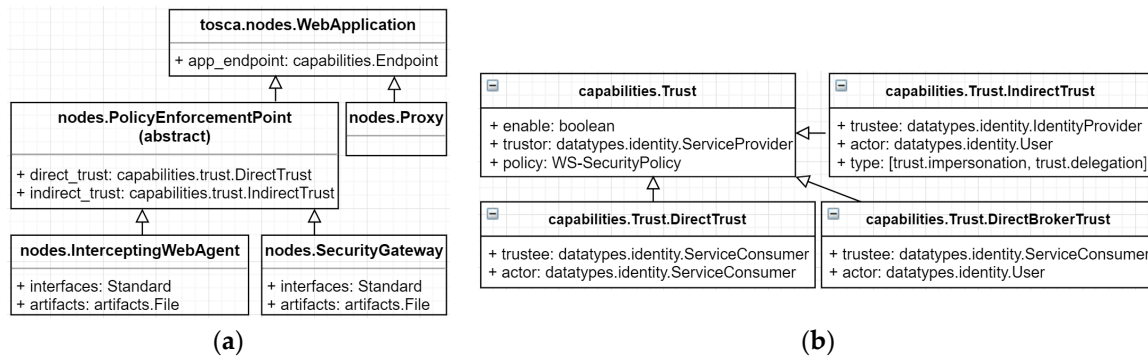 tosca.nodes.WebApplication
+ app_endpoint: capabilities.Endpoint
nodes.PolicyEnforcementPoint
(abstract)
+ direct_trust: capabilities.trust.DirectTrust
+ indirect_trust: capabilities.trust.IndirectTrust
nodes.Proxy
nodes.InterceptingWebAgent
+ interfaces: Standard
+ artifacts: artifacts.File
nodes.SecurityGateway
+ interfaces: Standard
+ artifacts: artifacts.File
(a)
capabilities.Trust
+ enable: boolean
+ trustor: datatypes.identity.ServiceProvider
+ policy: WS-SecurityPolicy
capabilities.Trust.IndirectTrust
+ trustee: datatypes.identity.IdentityProvider
+ actor: datatypes.identity.User
+ type: [trust.impersonation, trust.delegation]
capabilities.Trust.DirectTrust
+ trustee: datatypes.identity.ServiceConsumer
+ actor: datatypes.identity.ServiceConsumer
capabilities.Trust.DirectBrokerTrust
+ trustee: datatypes.identity.ServiceConsumer
+ actor: datatypes.identity.User
(b)